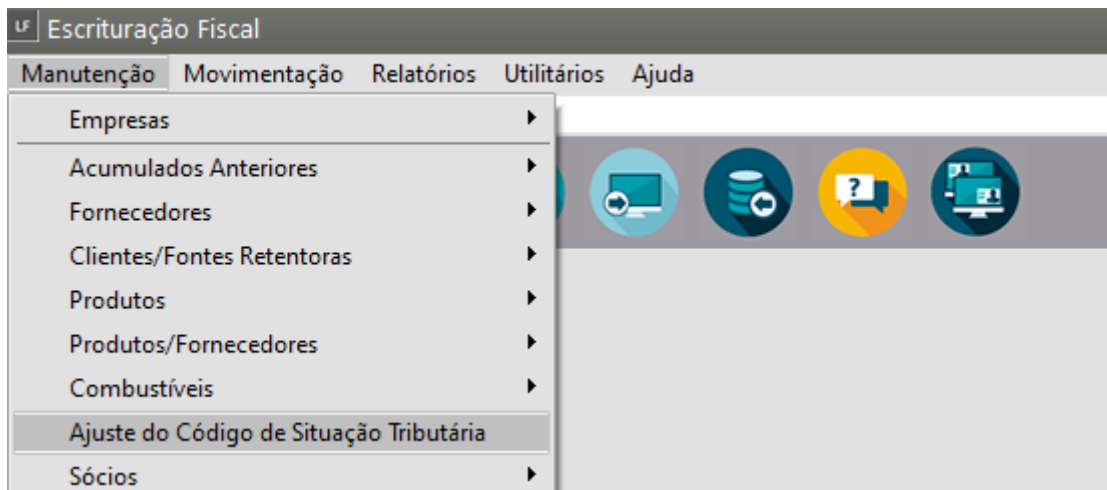 LF Escrituração Fiscal
Manutenção Movimentação Relatórios Utilitários Ajuda
Empresas
Acumulados Anteriores
Fornecedores
Clientes/Fontes Retentoras
Produtos
Produtos/Fornecedores
Combustíveis
Ajuste do Código de Situação Tributária
Sócios
?